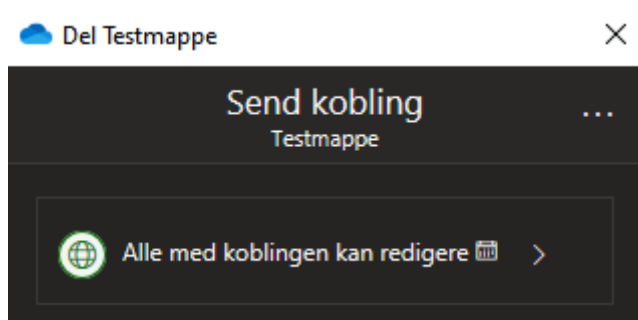 Del Testmappe
Send kobling
Testmappe
Alle med koblingen kan redigere